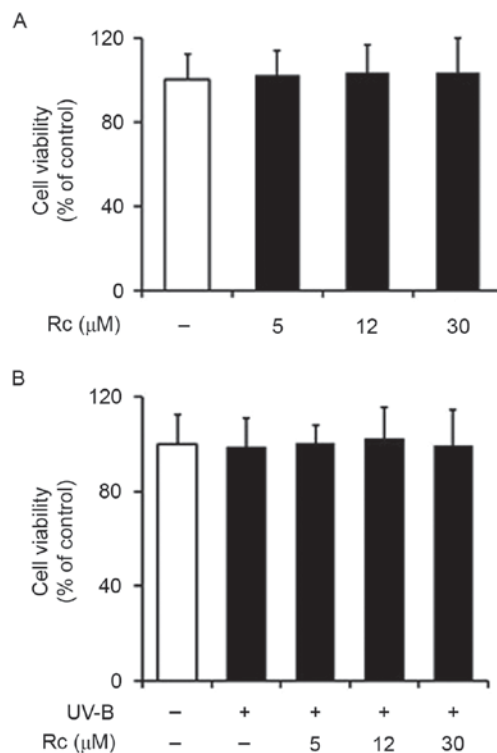 A
120
80
40
0
Cell viability
(% of control)
Rc (μM) – 5 12 30
B
120
80
40
0
Cell viability
(% of control)
UV-B – + + + +
Rc (μM) – – 5 12 30